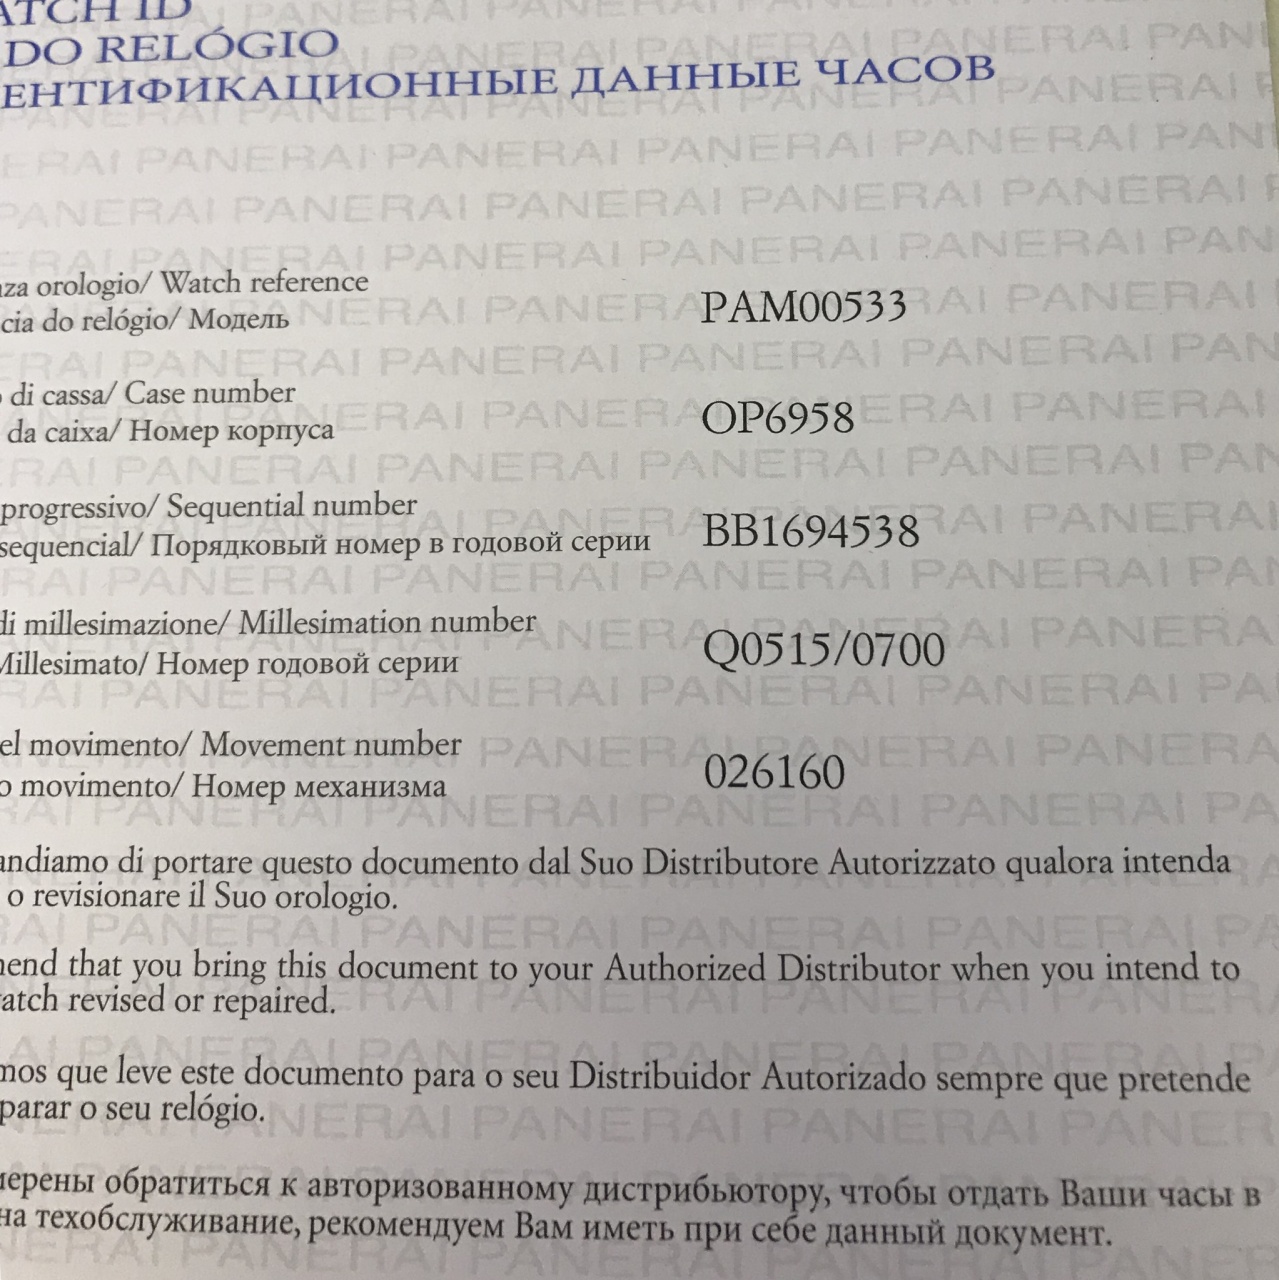 WATCH ID
DO RELÓGIO
ЕНТИФИКАЦИОННЫЕ ДАННЫЕ ЧАСОВ
nza orologio/ Watch reference
PAM00533
cia do relógio/ Модель
di cassa/ Case number
OP6958
da caixa/ Номер корпуса
progressivo/ Sequential number
BB1694538
sequencial/ Порядковый номер в годовой серии
di millesimazione/ Millesimation number
Q0515/0700
Millesimato/ Номер годовой серии
el movimento/ Movement number
026160
o movimento/ Номер механизма
andiamo di portare questo documento dal Suo Distributore Autorizzato qualora intenda
o revisionare il Suo orologio.
mend that you bring this document to your Authorized Distributor when you intend to
atch revised or repaired.
mos que leve este documento para o seu Distribuidor Autorizado sempre que pretende
parar o seu relógio.
мерены обратиться к авторизованному дистрибьютору, чтобы отдать Ваши часы в
на техобслуживание, рекомендуем Вам иметь при себе данный документ.